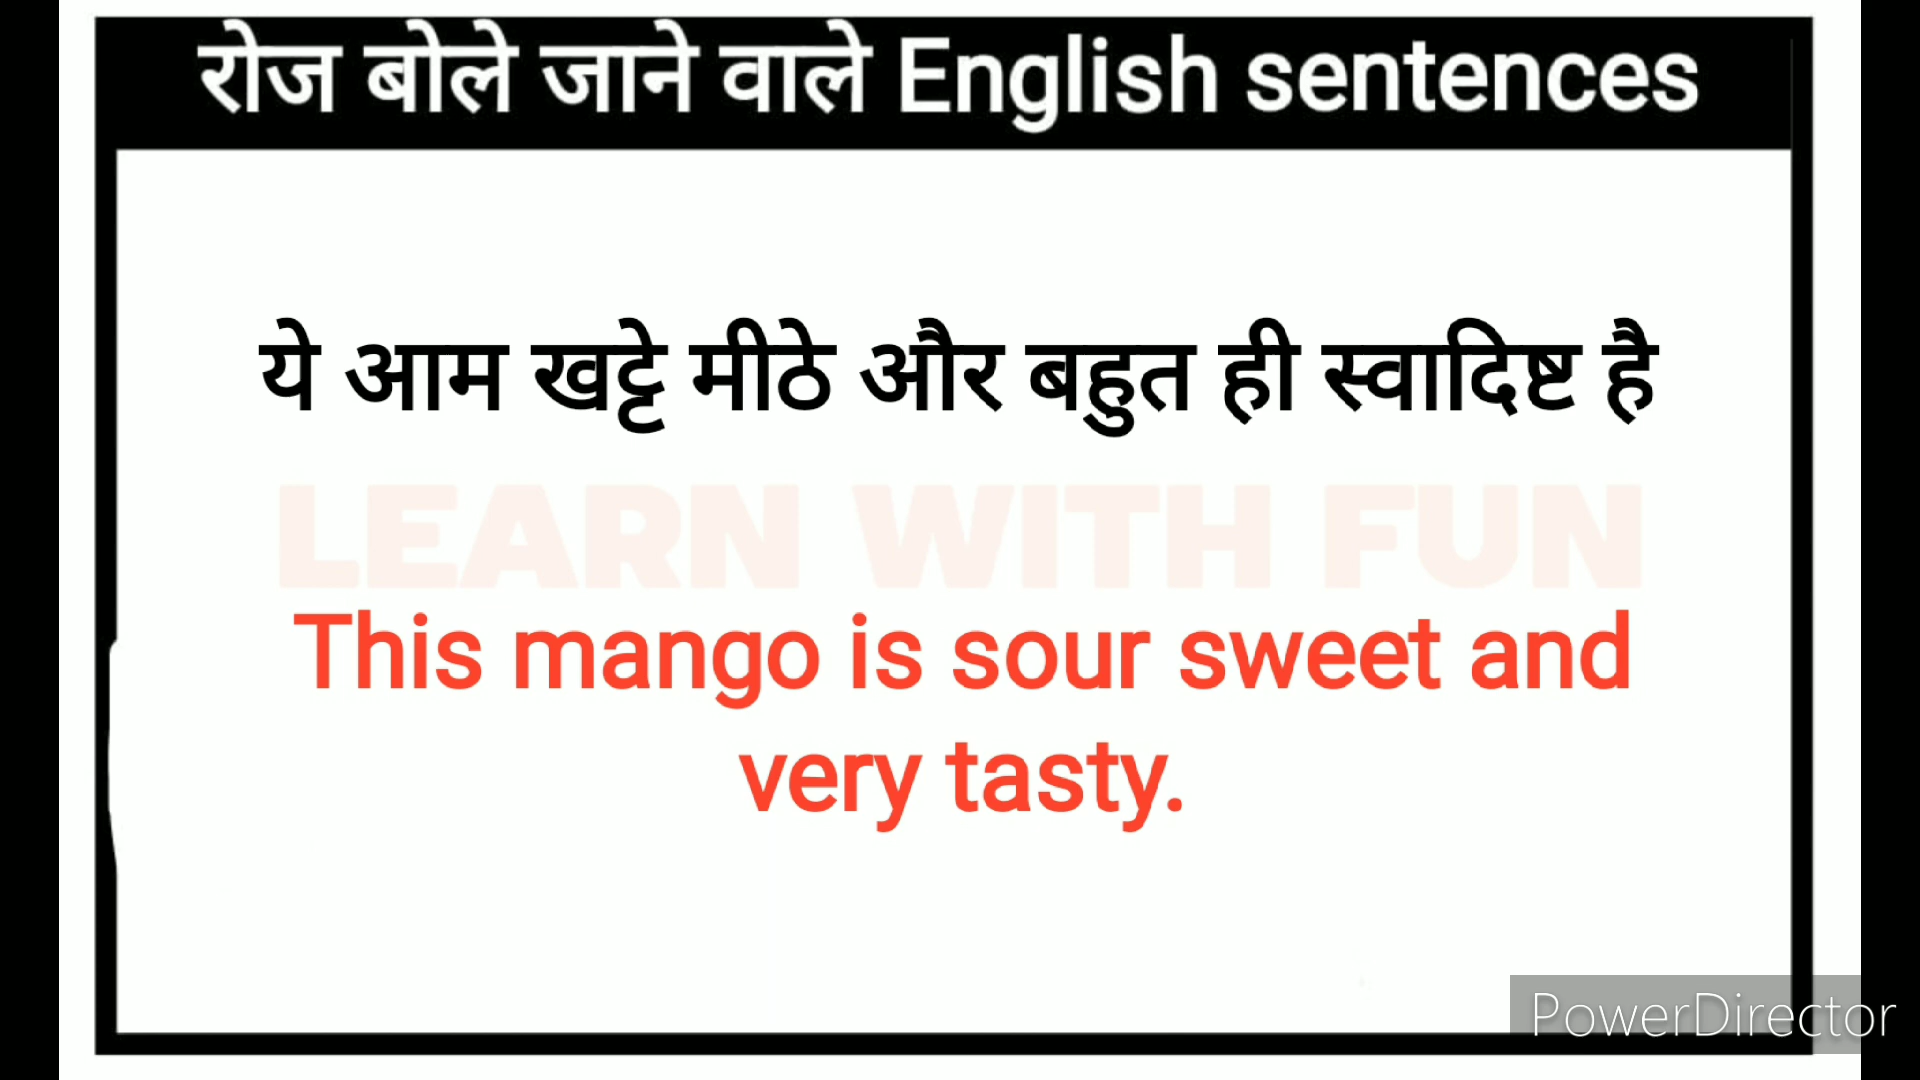 रोज बोले जाने वाले English sentences
ये आम खट्टे मीठे और बहुत ही स्वादिष्ट है
LEARN WITH FUN
This mango is sour sweet and
very tasty.
PowerDirector